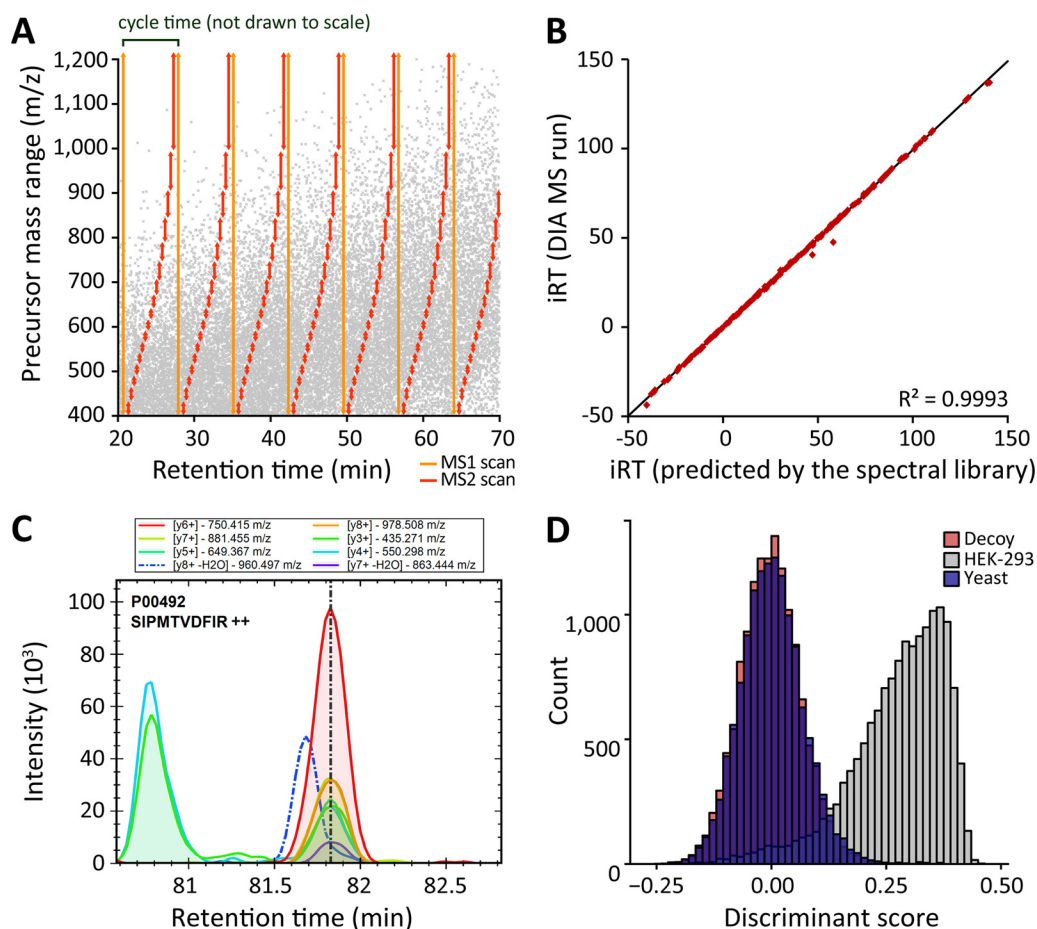 A
cycle time (not drawn to scale)
Precursor mass range (m/z)
1,200
1,100
1,000
900
800
700
600
500
400
20 30 40 50 60 70
Retention time (min)
MS1 scan
MS2 scan
B
iRT (DIA MS run)
150
100
50
0
-50
R² = 0.9993
-50 0 50 100 150
iRT (predicted by the spectral library)
C
[y6+] - 750.415 m/z [y8+] - 978.508 m/z
[y7+] - 881.455 m/z [y3+] - 435.271 m/z
[y5+] - 649.367 m/z [y4+] - 550.298 m/z
[y8+ -H2O] - 960.497 m/z [y7+ -H2O] - 863.444 m/z
P00492
SIPMTVDFIR ++
Intensity (10³)
100
80
60
40
20
0
81 81.5 82 82.5
Retention time (min)
D
Decoy
HEK-293
Yeast
Count
1,000
500
0
-0.25 0.00 0.25 0.50
Discriminant score